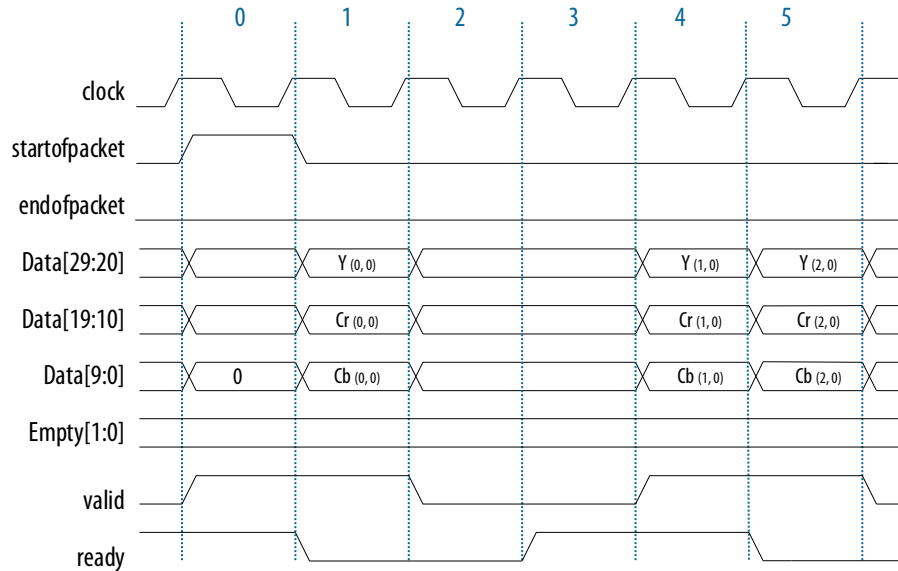 0 1 2 3 4 5
clock
startofpacket
endofpacket
Data[29:20] Y (0, 0) Y (1, 0) Y (2, 0)
Data[19:10] Cr (0, 0) Cr (1, 0) Cr (2, 0)
Data[9:0] 0 Cb (0, 0) Cb (1, 0) Cb (2, 0)
Empty[1:0]
valid
ready